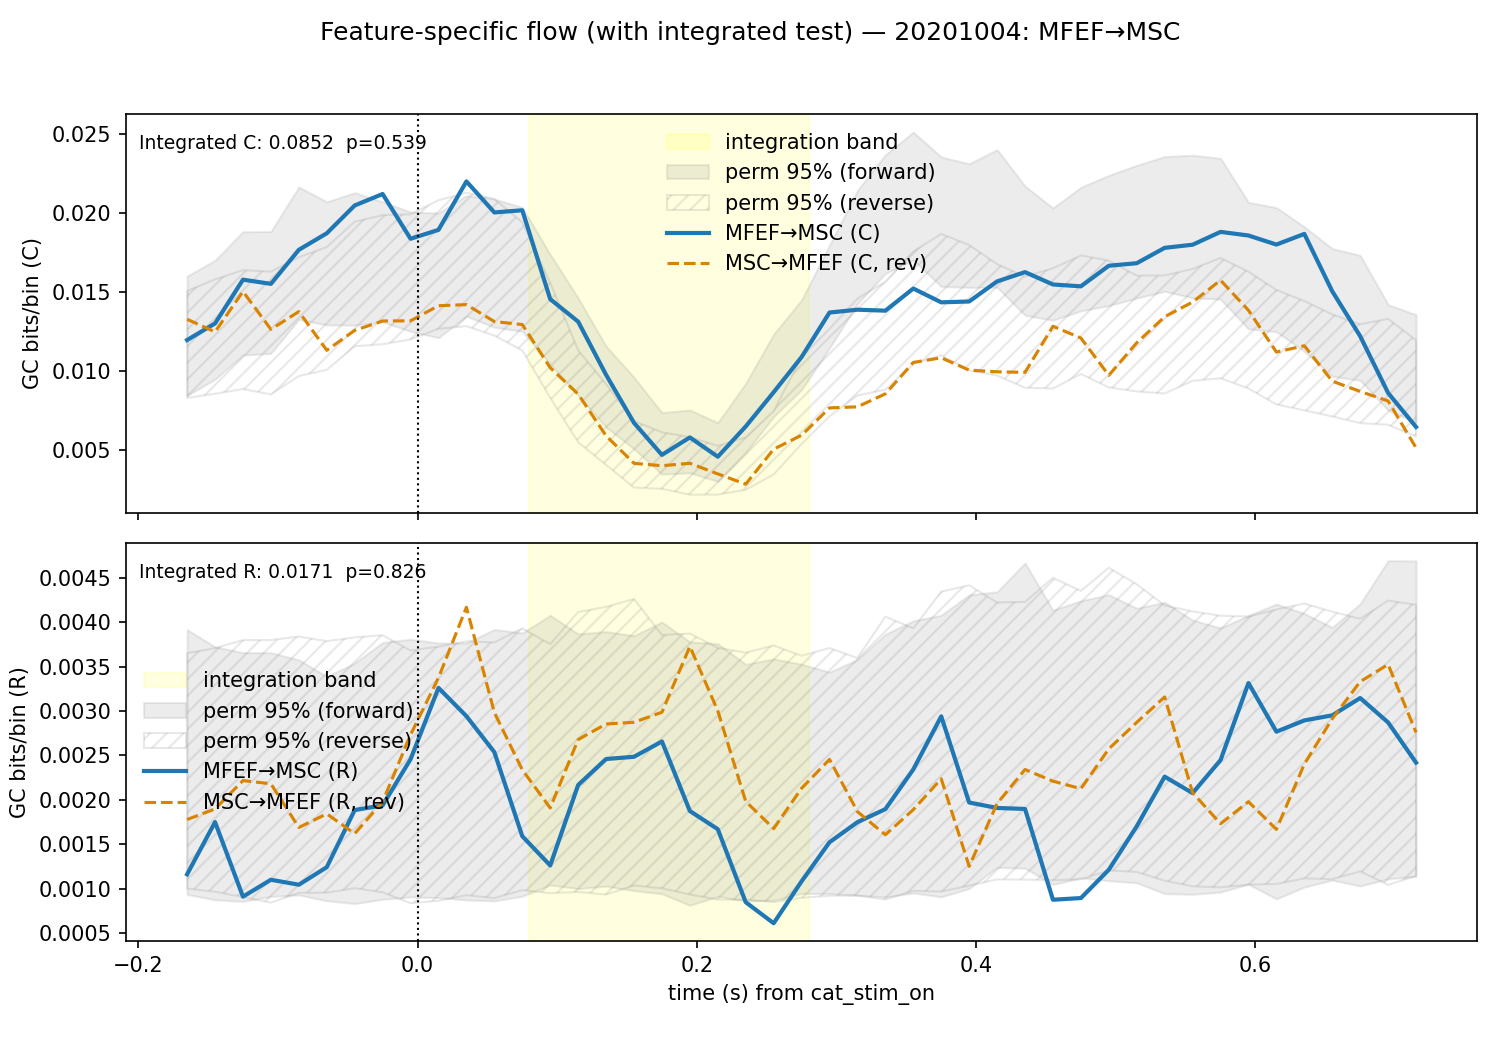 Feature-specific flow (with integrated test) — 20201004: MFEF→MSC
Integrated C: 0.0852  p=0.539
integration band
perm 95% (forward)
perm 95% (reverse)
MFEF→MSC (C)
MSC→MFEF (C, rev)
GC bits/bin (C)
0.025
0.020
0.015
0.010
0.005
Integrated R: 0.0171  p=0.826
integration band
perm 95% (forward)
perm 95% (reverse)
MFEF→MSC (R)
MSC→MFEF (R, rev)
GC bits/bin (R)
0.0045
0.0040
0.0035
0.0030
0.0025
0.0020
0.0015
0.0010
0.0005
−0.2
0.0
0.2
0.4
0.6
time (s) from cat_stim_on